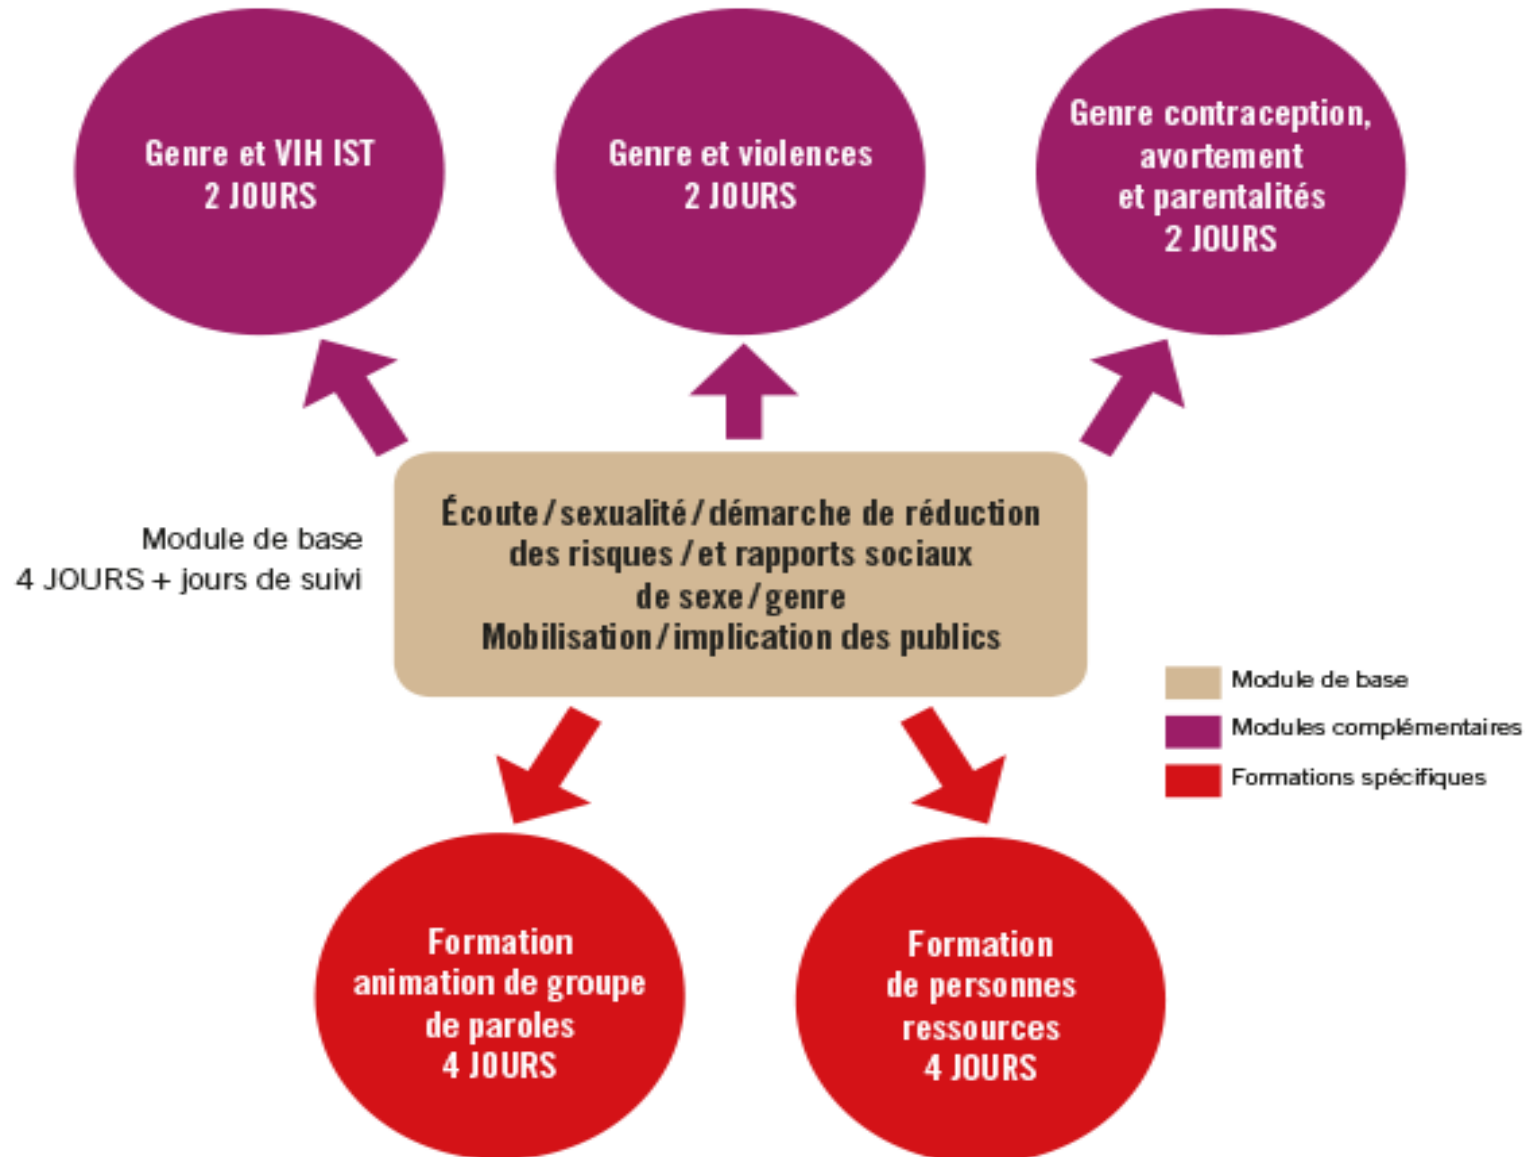 Genre et VIH IST
2 JOURS
Genre et violences
2 JOURS
Genre contraception,
avortement
et parentalités
2 JOURS
Module de base
4 JOURS + jours de suivi
Écoute / sexualité / démarche de réduction
des risques / et rapports sociaux
de sexe / genre
Mobilisation / implication des publics
Module de base
Modules complémentaires
Formations spécifiques
Formation
animation de groupe
de paroles
4 JOURS
Formation
de personnes
ressources
4 JOURS